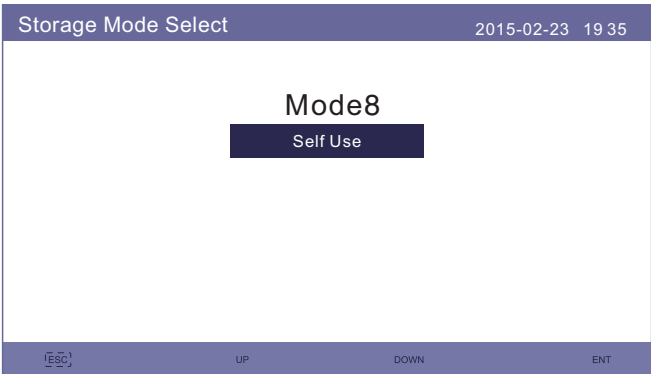 Storage Mode Select 2015-02-23 19 35
Mode8
Self Use
ESC UP DOWN ENT